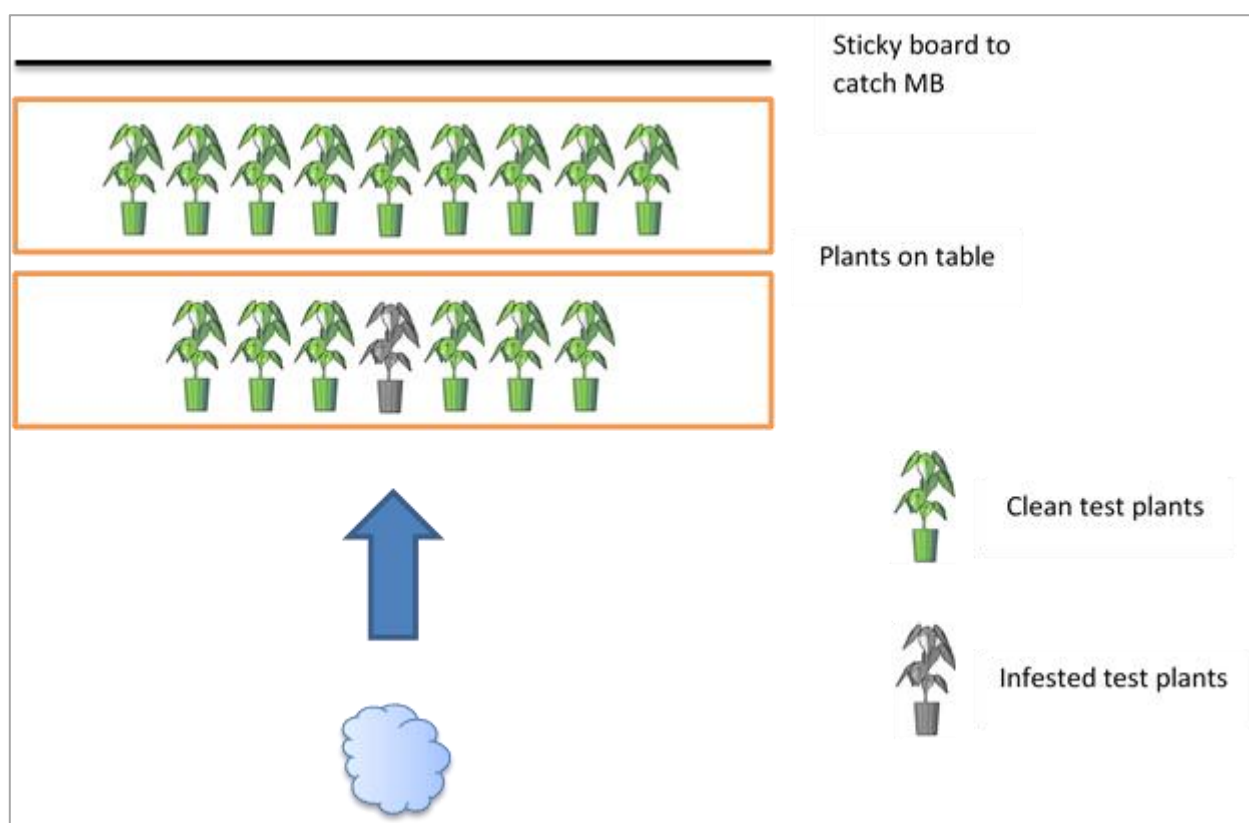 Sticky board to
catch MB
Plants on table
Clean test plants
Infested test plants